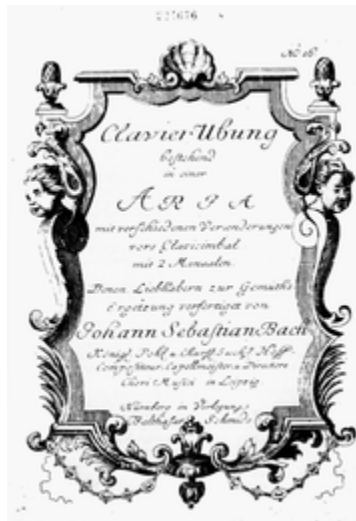 No 16
Clavier Ubung
bestehend
in einer
ARIA
mit verschiedenen Verænderungen
vors Clavicimbal
mit 2 Manualen.
Denen Liebhabern zur Gemüths-
Ergetzung verfertiget von
Johann Sebastian Bach
Königl. Pohl. u. Churfl. Sæchs. Hoff-
Compositeur, Capellmeister, u. Directore
Chori Musici in Leipzig.
Nürnberg in Verlegung
Balthasar Schmids